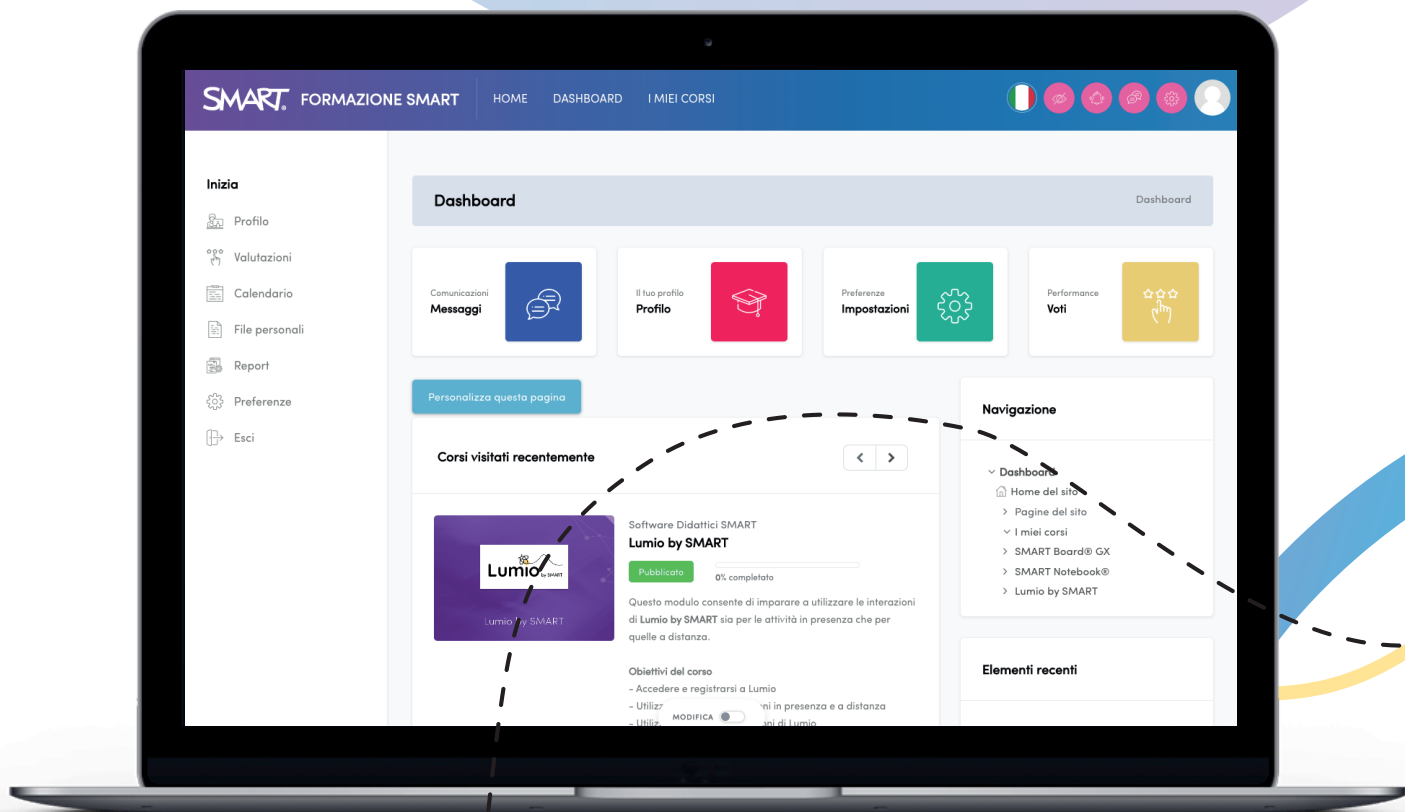 SMART. FORMAZIONE SMART HOME DASHBOARD I MIEI CORSI
Inizia
Profilo
Valutazioni
Calendario
File personali
Report
Preferenze
Esci
Dashboard
Dashboard
Comunicazioni
Messaggi
Il tuo profilo
Profilo
Preferenze
Impostazioni
Performance
Voti
Personalizza questa pagina
Corsi visitati recentemente
Lumio by SMART
Lumio by SMART
Software Didattici SMART
Lumio by SMART
Pubblicato
0% completato
Questo modulo consente di imparare a utilizzare le interazioni
di Lumio by SMART sia per le attività in presenza che per
quelle a distanza.
Obiettivi del corso
- Accedere e registrarsi a Lumio
- in presenza e a distanza
- di Lumio
MODIFICA
Navigazione
Dashboard
Home del sito
Pagine del sito
I miei corsi
SMART Board® GX
SMART Notebook®
Lumio by SMART
Elementi recenti